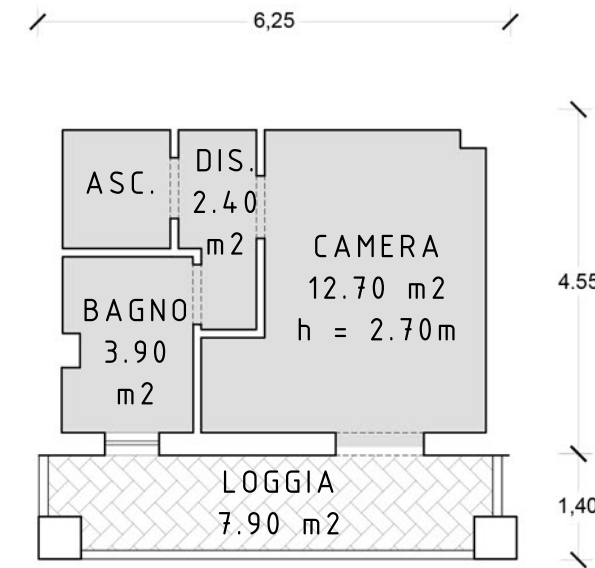 6,25
DIS.
2.40
m2
ASC.
CAMERA
12.70 m2
h = 2.70m
4.55
BAGNO
3.90
m2
LOGGIA
7.90 m2
1,40